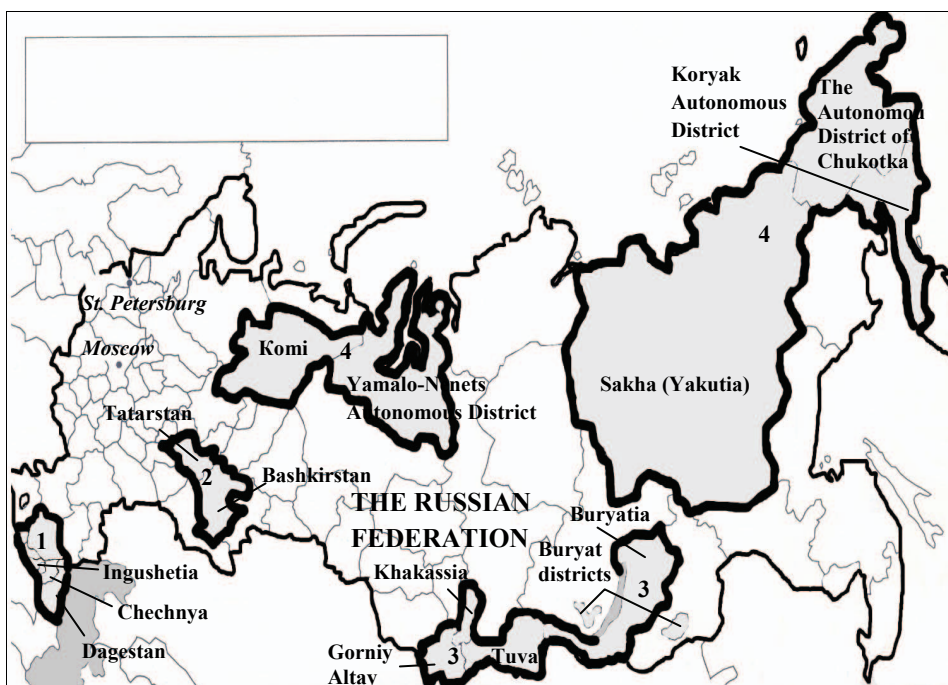 Koryak
Autonomous
District
The
Autonomou
District of
Chukotka
4
St. Petersburg
Moscow
Komi
4
Yamalo-Nenets
Autonomous District
Sakha (Yakutia)
Tatarstan
2
Bashkirstan
THE RUSSIAN
FEDERATION
Buryatia
Buryat
districts
3
1
Ingushetia
Chechnya
Dagestan
Khakassia
Gorniy
Altay
3
Tuva